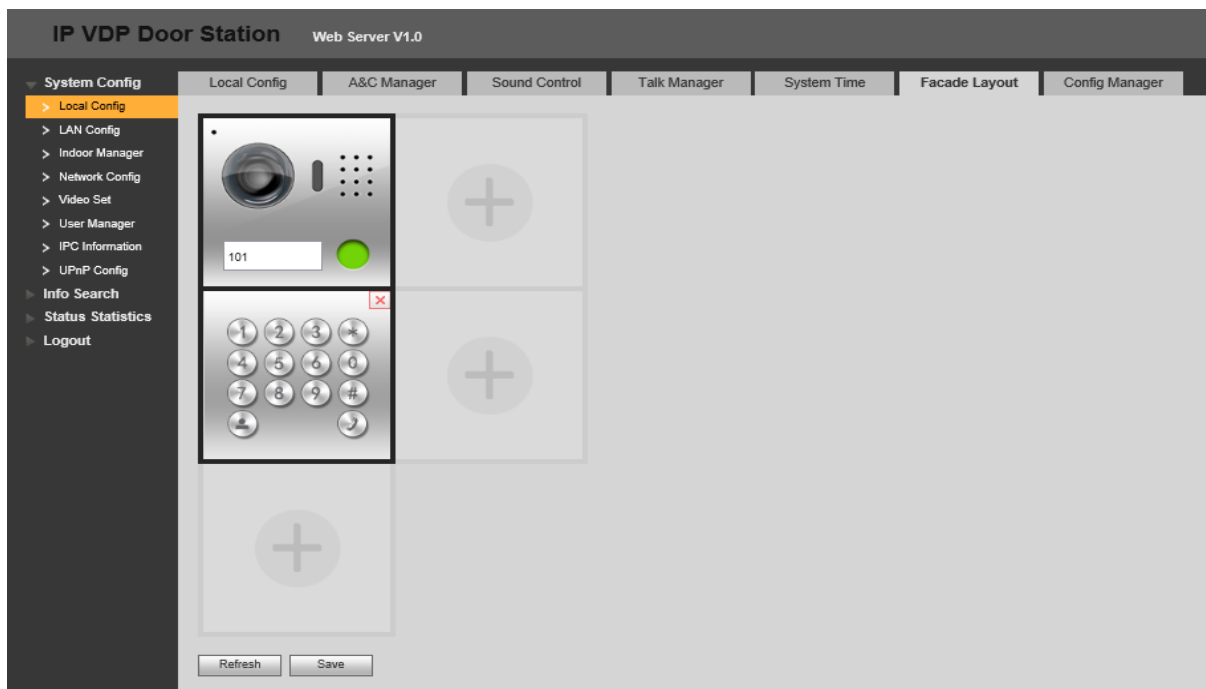 IP VDP Door Station Web Server V1.0
System Config
Local Config
LAN Config
Indoor Manager
Network Config
Video Set
User Manager
IPC Information
UPnP Config
Info Search
Status Statistics
Logout
Local Config A&C Manager Sound Control Talk Manager System Time Facade Layout Config Manager
101
1 2 3 *
4 5 6 0
7 8 9 #
Refresh Save